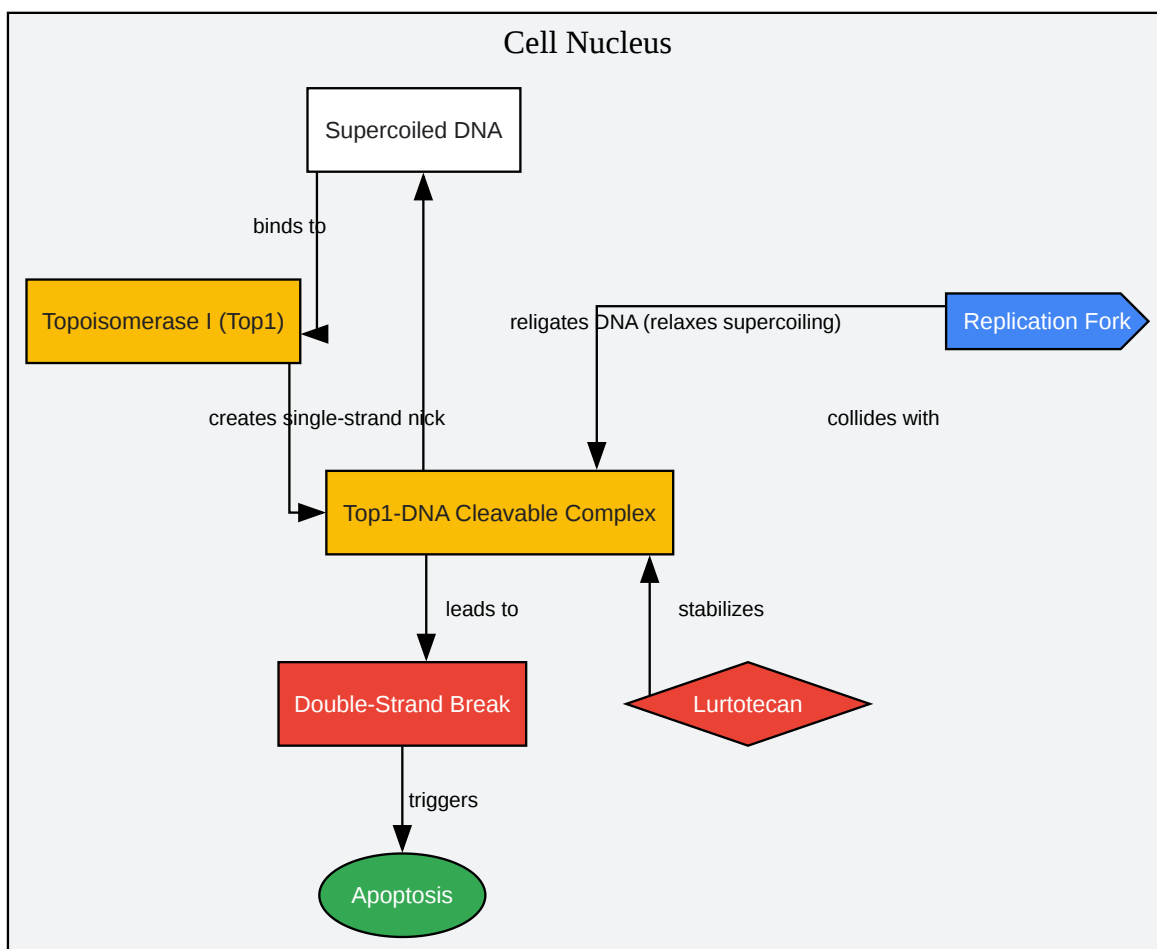 Cell Nucleus
Supercoiled DNA
binds to
Topoisomerase I (Top1)
religates DNA (relaxes supercoiling)
Replication Fork
creates single-strand nick
collides with
Top1-DNA Cleavable Complex
leads to
stabilizes
Double-Strand Break
Lurtotecan
triggers
Apoptosis